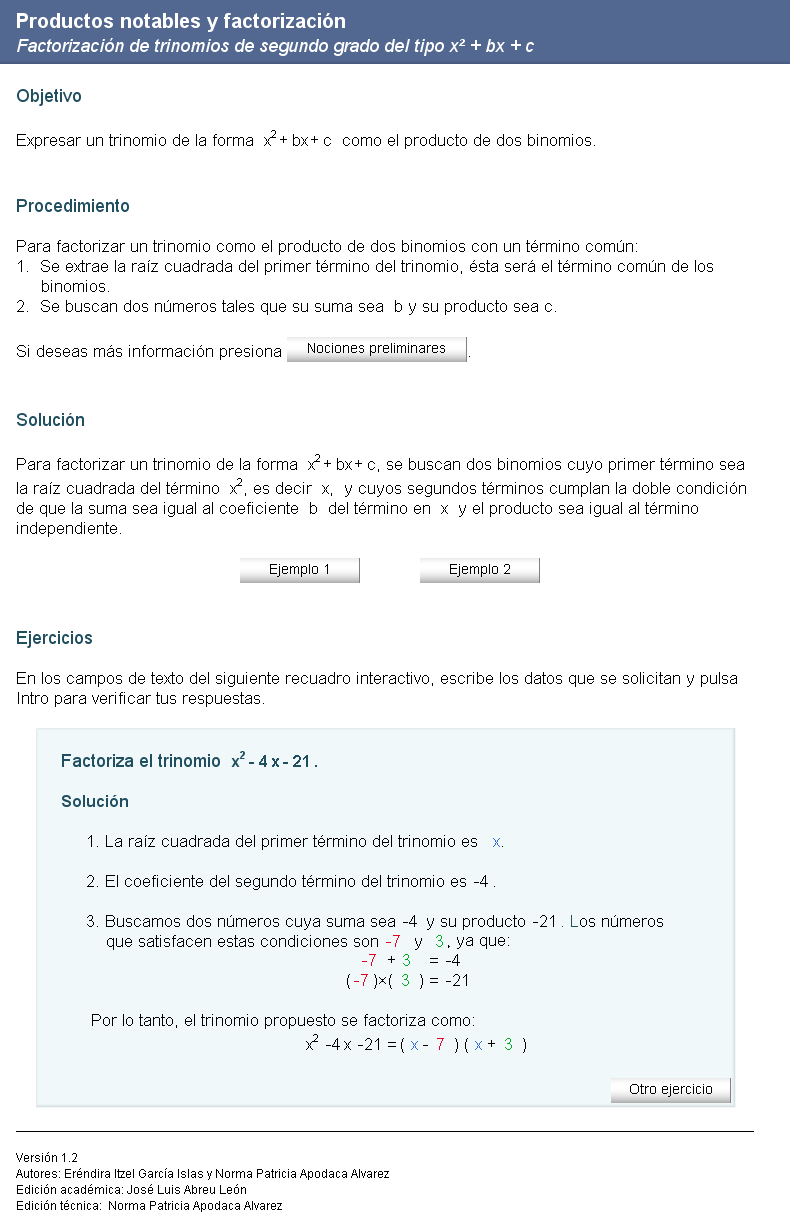 Productos notables y factorización
Factorización de trinomios de segundo grado del tipo x² + bx + c
Objetivo
Expresar un trinomio de la forma x² + bx + c como el producto de dos binomios.
Procedimiento
Para factorizar un trinomio como el producto de dos binomios con un término común:
1. Se extrae la raíz cuadrada del primer término del trinomio, ésta será el término común de los
binomios.
2. Se buscan dos números tales que su suma sea b y su producto sea c.
Si deseas más información presiona Nociones preliminares.
Solución
Para factorizar un trinomio de la forma x² + bx + c, se buscan dos binomios cuyo primer término sea
la raíz cuadrada del término x², es decir x, y cuyos segundos términos cumplan la doble condición
de que la suma sea igual al coeficiente b del término en x y el producto sea igual al término
independiente.
Ejemplo 1 Ejemplo 2
Ejercicios
En los campos de texto del siguiente recuadro interactivo, escribe los datos que se solicitan y pulsa
Intro para verificar tus respuestas.
Factoriza el trinomio x² - 4 x - 21 .
Solución
1. La raíz cuadrada del primer término del trinomio es x.
2. El coeficiente del segundo término del trinomio es -4 .
3. Buscamos dos números cuya suma sea -4 y su producto -21 . Los números
que satisfacen estas condiciones son -7 y 3 , ya que:
-7 + 3 = -4
( -7 )×( 3 ) = -21
Por lo tanto, el trinomio propuesto se factoriza como:
x² -4 x -21 = ( x - 7 ) ( x + 3 )
Otro ejercicio
Versión 1.2
Autores: Eréndira Itzel García Islas y Norma Patricia Apodaca Alvarez
Edición académica: José Luis Abreu León
Edición técnica: Norma Patricia Apodaca Alvarez